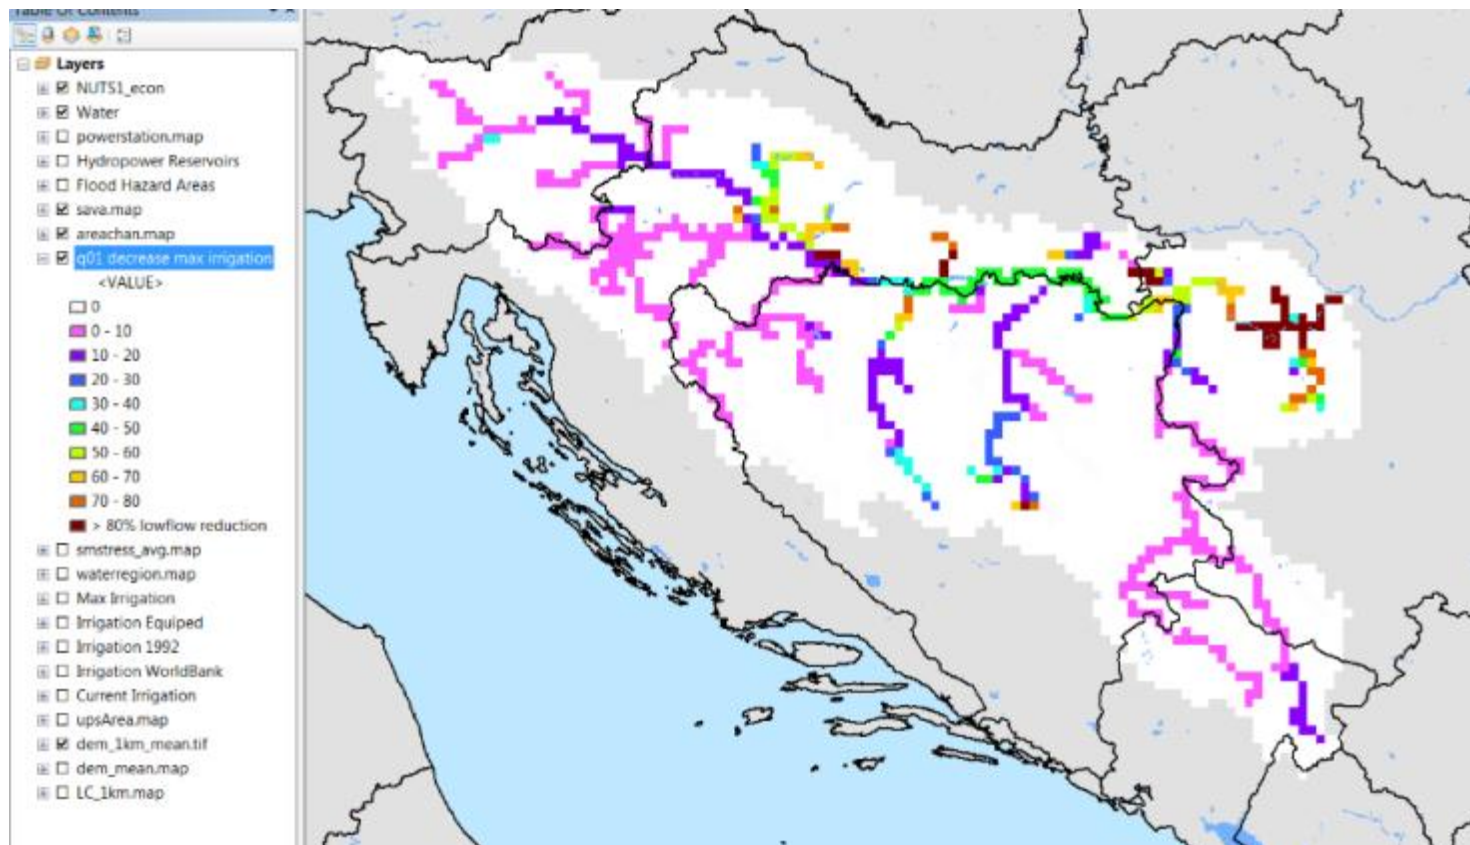 Table Of Contents
Layers
NUTS1_econ
Water
powerstation.map
Hydropower Reservoirs
Flood Hazard Areas
sava.map
areachan.map
q01 decrease max irrigation
<VALUE>
0
0 - 10
10 - 20
20 - 30
30 - 40
40 - 50
50 - 60
60 - 70
70 - 80
> 80% lowflow reduction
smstress_avg.map
waterregion.map
Max Irrigation
Irrigation Equiped
Irrigation 1992
Irrigation WorldBank
Current Irrigation
upsArea.map
dem_1km_mean.tif
dem_mean.map
LC_1km.map